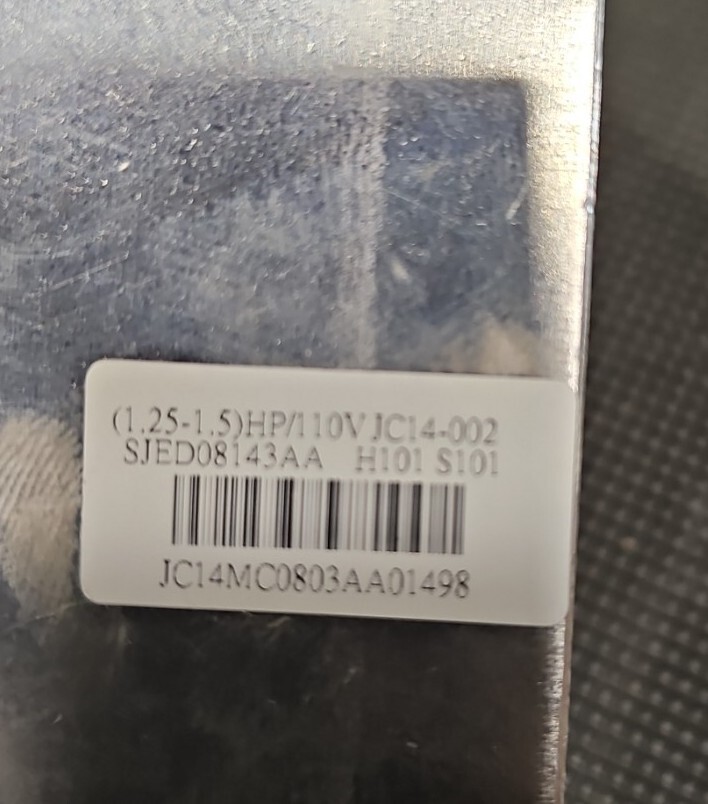 (1.25-1.5)HP/110V JC14-002
SJED08143AA H101 S101
JC14MC0803AA01498